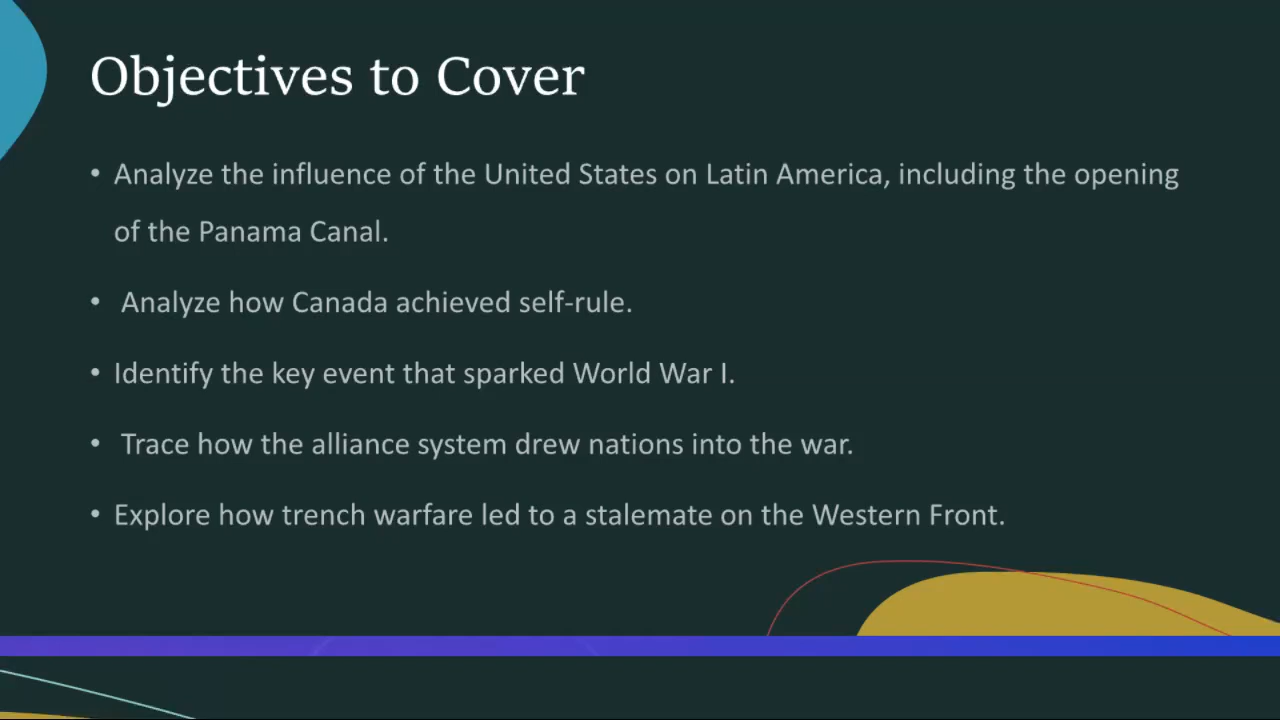 Objectives to Cover
• Analyze the influence of the United States on Latin America, including the opening
of the Panama Canal.
• Analyze how Canada achieved self-rule.
• Identify the key event that sparked World War I.
• Trace how the alliance system drew nations into the war.
• Explore how trench warfare led to a stalemate on the Western Front.